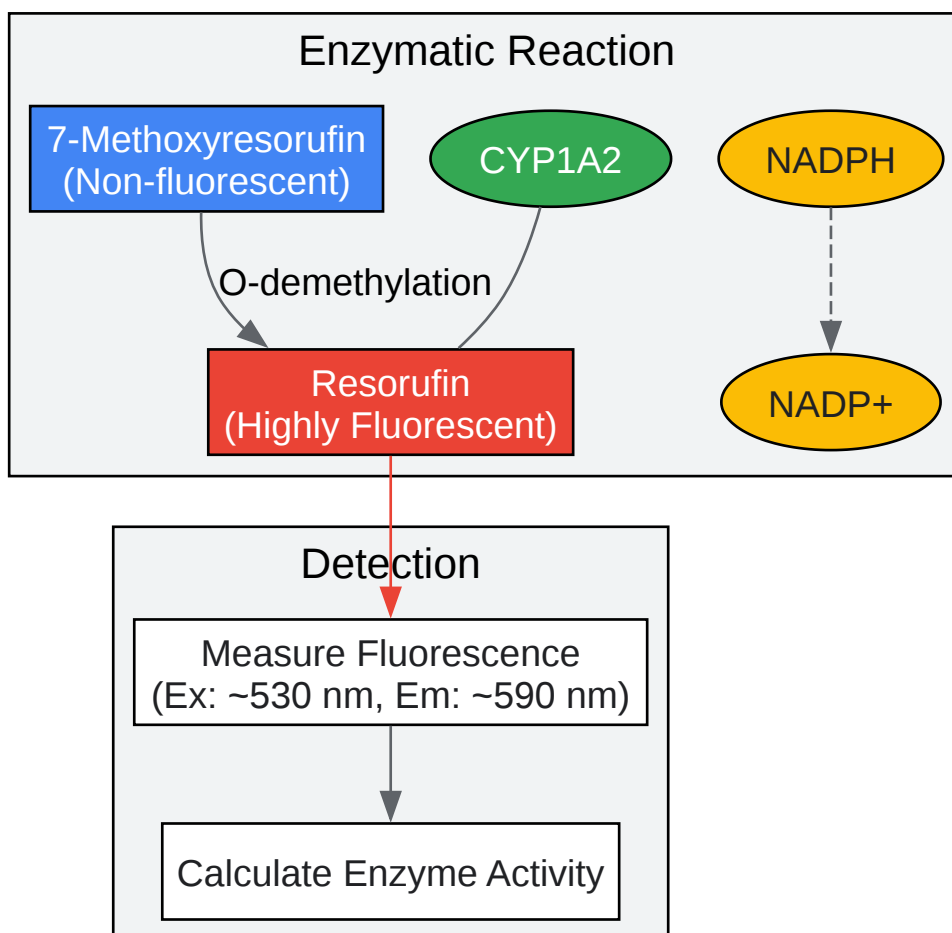 Enzymatic Reaction
7-Methoxyresorufin
(Non-fluorescent)
CYP1A2
NADPH
O-demethylation
Resorufin
(Highly Fluorescent)
NADP+
Detection
Measure Fluorescence
(Ex: ~530 nm, Em: ~590 nm)
Calculate Enzyme Activity